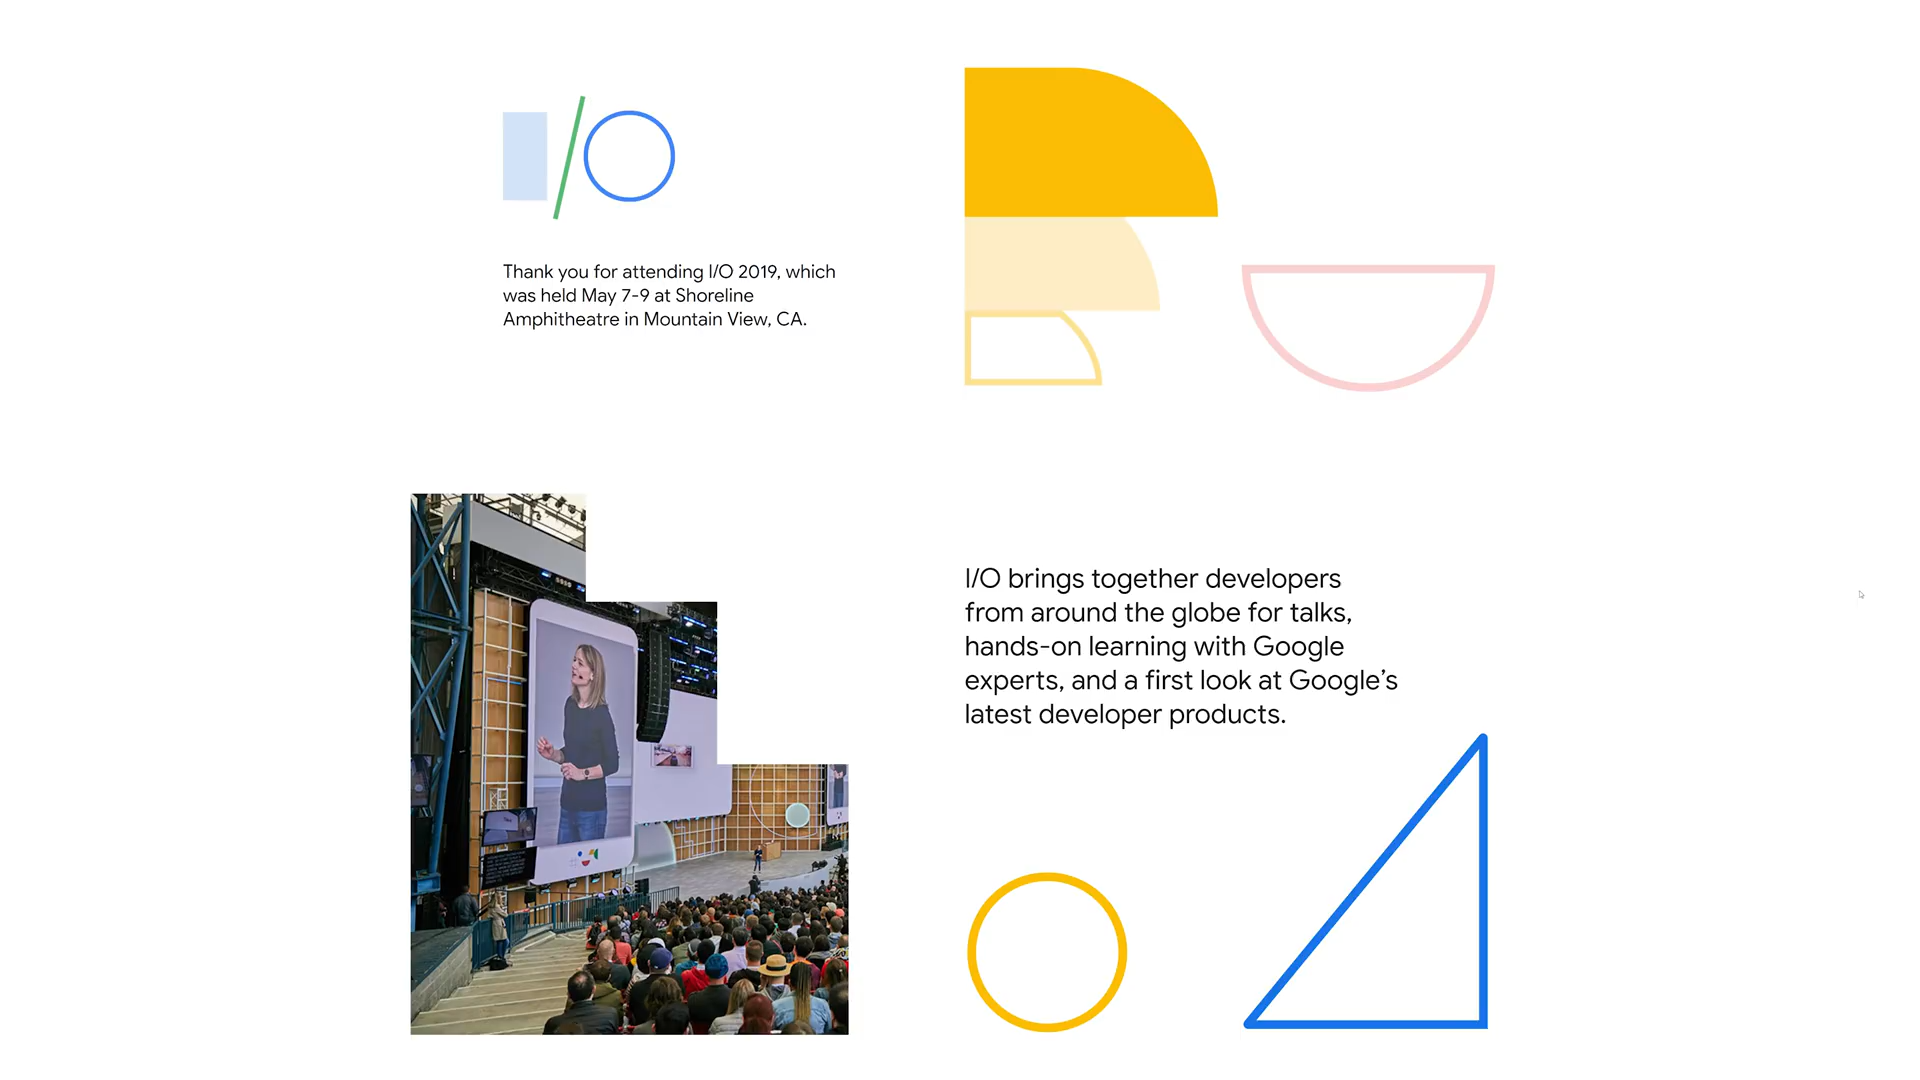 I/O
Thank you for attending I/O 2019, which
was held May 7-9 at Shoreline
Amphitheatre in Mountain View, CA.
I/O brings together developers
from around the globe for talks,
hands-on learning with Google
experts, and a first look at Google’s
latest developer products.